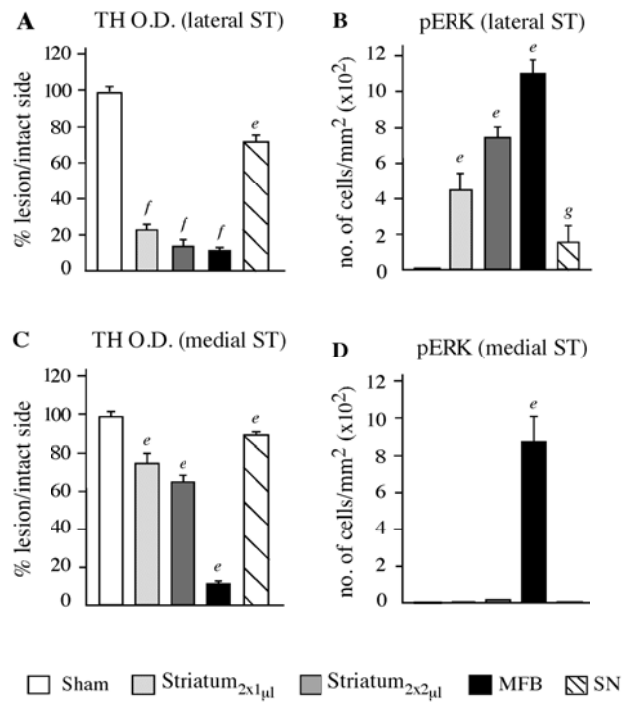 A TH O.D. (lateral ST)
% lesion/intact side
120
100
80
60
40
20
0
f
f
f
e
B pERK (lateral ST)
no. of cells/mm² (x10²)
12
10
8
6
4
2
0
e
e
e
g
C TH O.D. (medial ST)
% lesion/intact side
120
100
80
60
40
20
0
e
e
e
e
D pERK (medial ST)
no. of cells/mm² (x10²)
12
10
8
6
4
2
0
e
Sham Striatum2x1µl Striatum2x2µl MFB SN